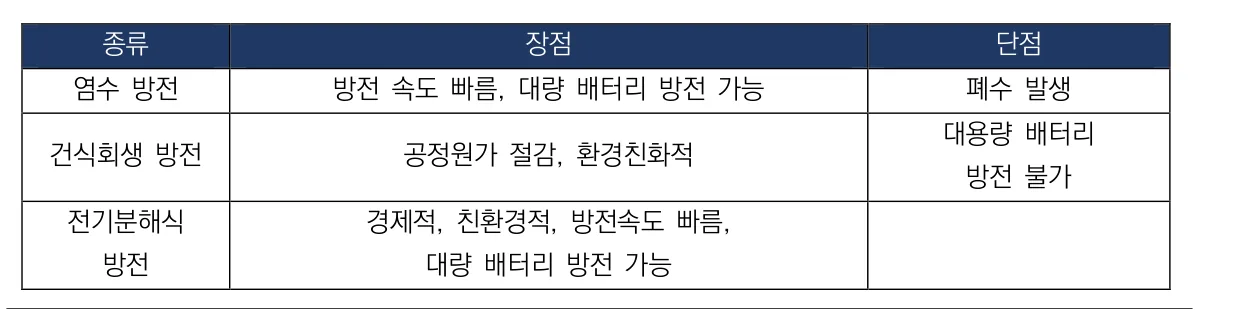 종류 장점 단점
염수 방전 방전 속도 빠름, 대량 배터리 방전 가능 폐수 발생
건식회생 방전 공정원가 절감, 환경친화적 대용량 배터리
방전 불가
전기분해식
방전 경제적, 친환경적, 방전속도 빠름,
대량 배터리 방전 가능